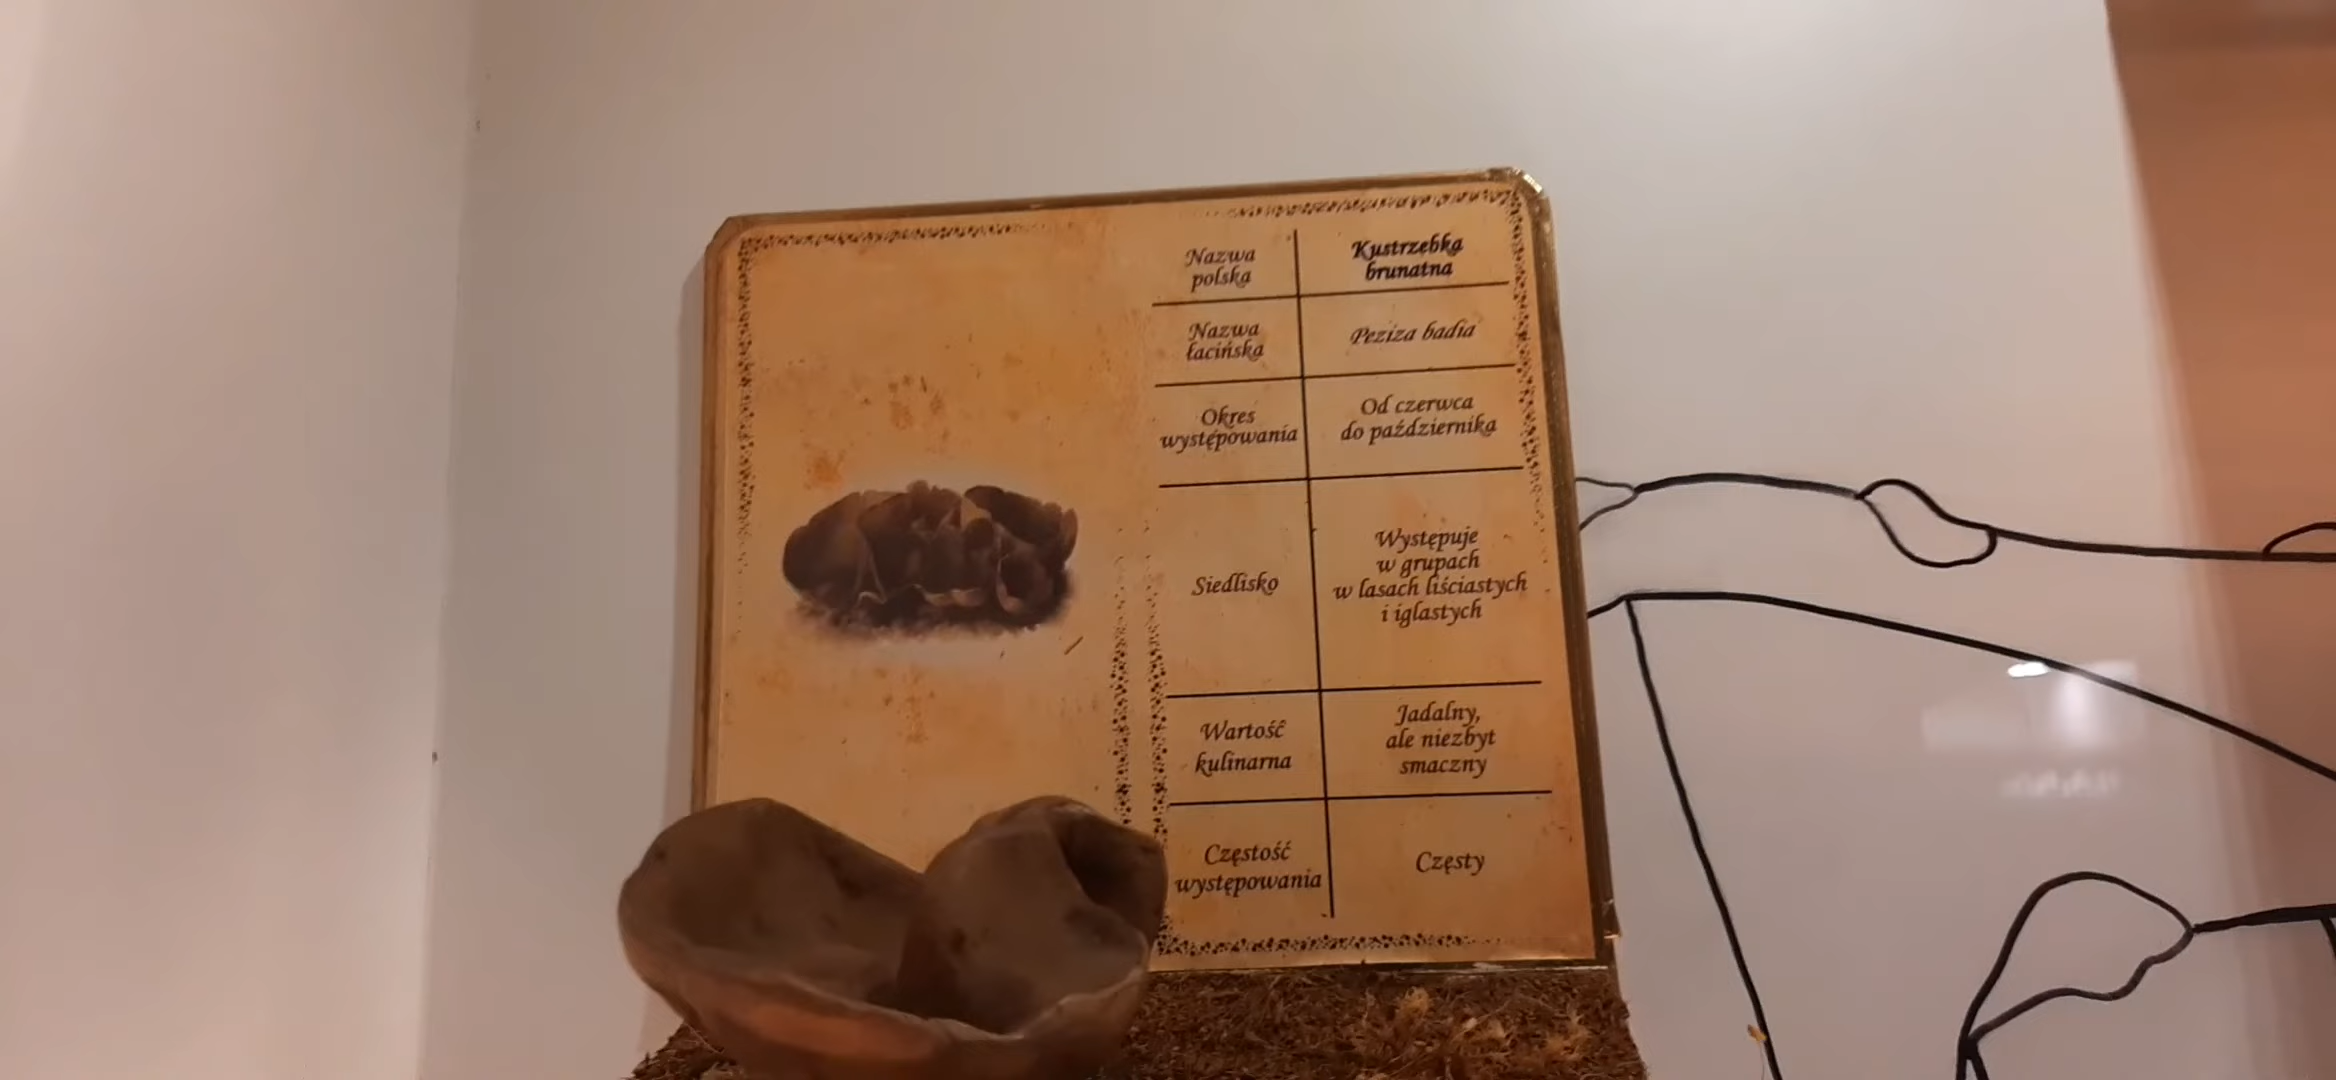 Nazwa
polska
Kustrzebka
brunatna
Nazwa
łacińska
Peziza badia
Okres
występowania
Od czerwca
do października
Siedlisko
Występuje
w grupach
w lasach liściastych
i iglastych
Wartość
kulinarna
Jadalny,
ale niezbyt
smaczny
Częstość
występowania
Częsty